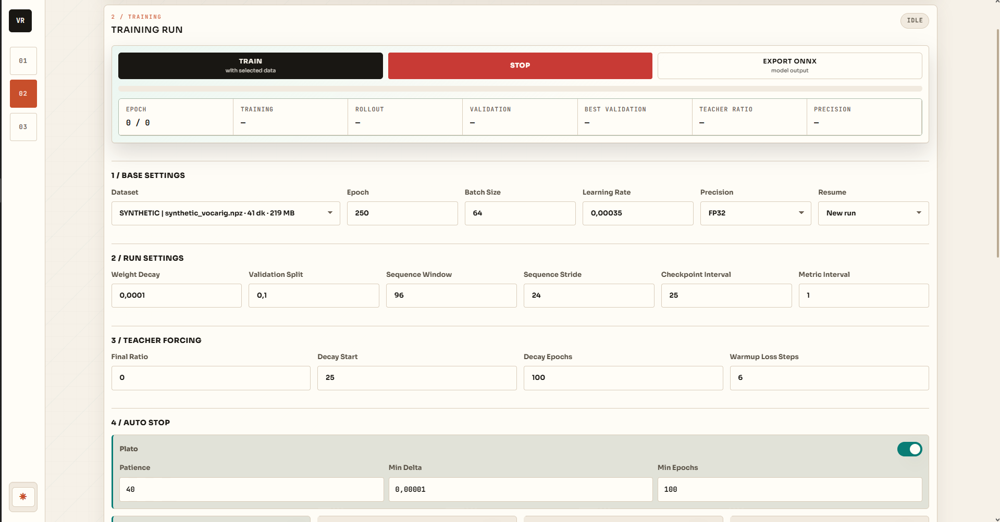 VR
01
02
03
2 / TRAINING
TRAINING RUN
IDLE
TRAIN
with selected data
STOP
EXPORT ONNX
model output
EPOCH
0 / 0
TRAINING
–
ROLLOUT
–
VALIDATION
–
BEST VALIDATION
–
TEACHER RATIO
–
PRECISION
–
1 / BASE SETTINGS
Dataset
SYNTHETIC | synthetic_vocarig.npz · 41 dk · 219 MB
Epoch
250
Batch Size
64
Learning Rate
0,00035
Precision
FP32
Resume
New run
2 / RUN SETTINGS
Weight Decay
0,0001
Validation Split
0,1
Sequence Window
96
Sequence Stride
24
Checkpoint Interval
25
Metric Interval
1
3 / TEACHER FORCING
Final Ratio
0
Decay Start
25
Decay Epochs
100
Warmup Loss Steps
6
4 / AUTO STOP
Plato
Patience
40
Min Delta
0,00001
Min Epochs
100